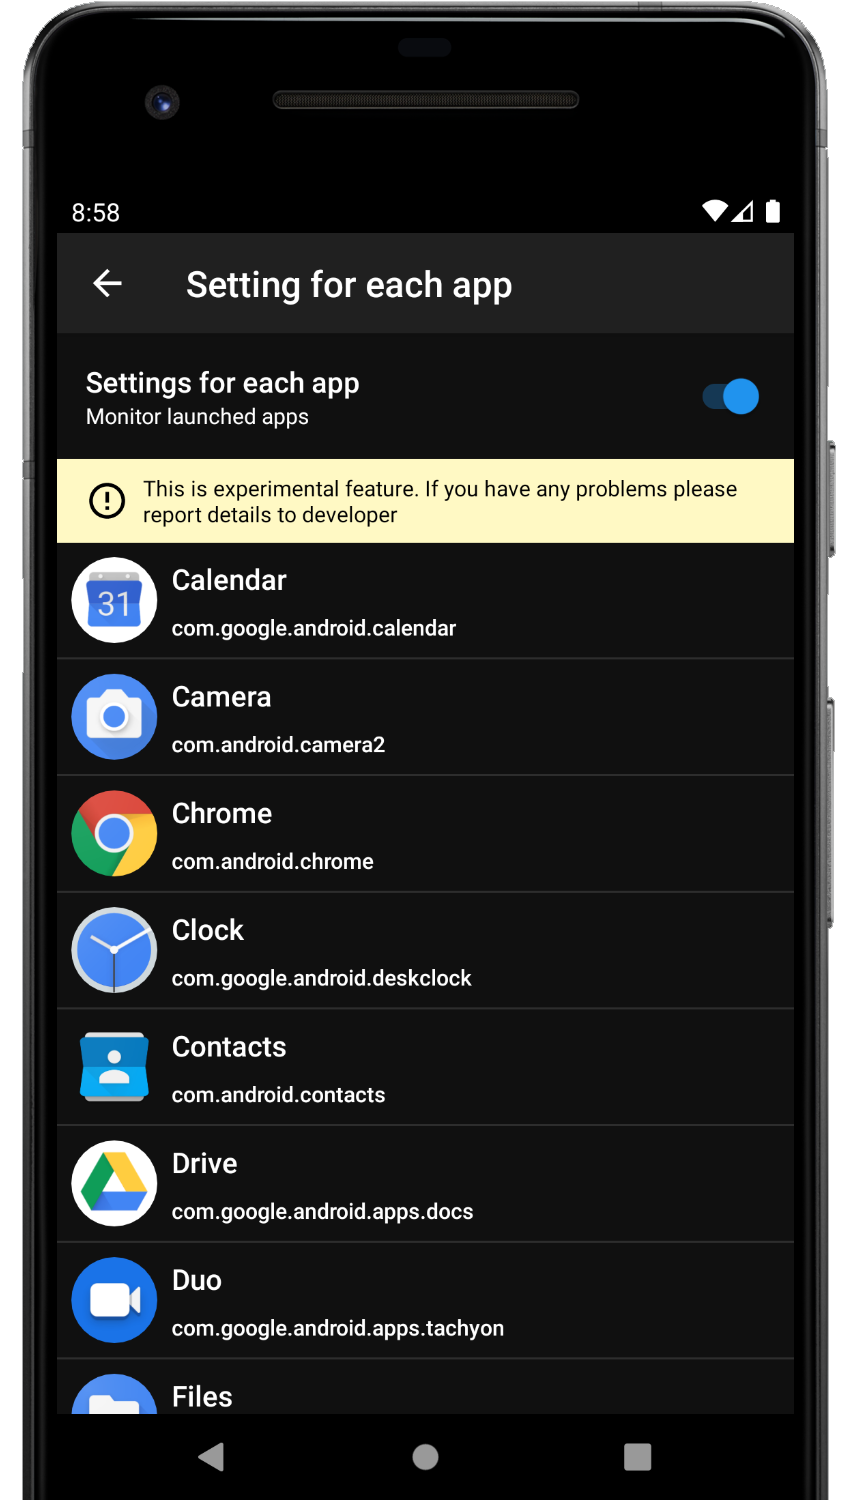 8:58
Setting for each app
Settings for each app
Monitor launched apps
This is experimental feature. If you have any problems please
report details to developer
31
Calendar
com.google.android.calendar
Camera
com.android.camera2
Chrome
com.android.chrome
Clock
com.google.android.deskclock
Contacts
com.android.contacts
Drive
com.google.android.apps.docs
Duo
com.google.android.apps.tachyon
Files